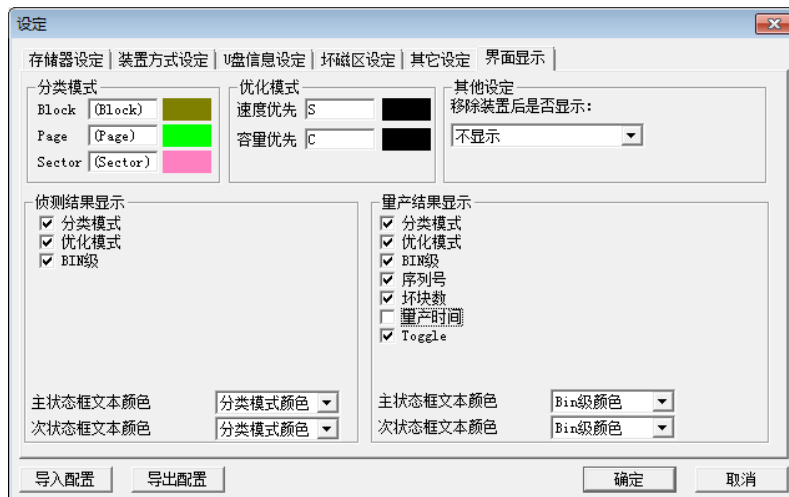 设定
存储器设定 装置方式设定 U盘信息设定 坏磁区设定 其它设定 界面显示
分类模式
Block (Block)
Page (Page)
Sector (Sector)
优化模式
速度优先 S
容量优先 C
其他设定
移除装置后是否显示:
不显示
侦测结果显示
分类模式
优化模式
BIN级
主状态框文本颜色 分类模式颜色
次状态框文本颜色 分类模式颜色
量产结果显示
分类模式
优化模式
BIN级
序列号
坏块数
量产时间
Toggle
主状态框文本颜色 Bin级颜色
次状态框文本颜色 Bin级颜色
导入配置 导出配置 确定 取消